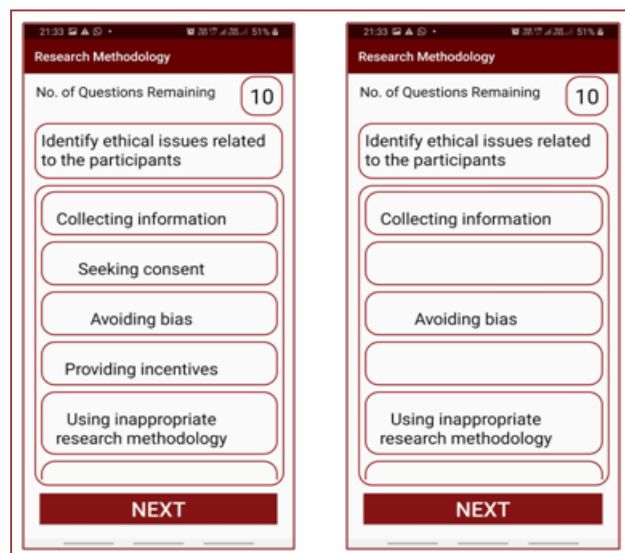 21:33
51%
Research Methodology
No. of Questions Remaining
10
Identify ethical issues related
to the participants
Collecting information
Seeking consent
Avoiding bias
Providing incentives
Using inappropriate
research methodology
NEXT
21:33
51%
Research Methodology
No. of Questions Remaining
10
Identify ethical issues related
to the participants
Collecting information
Avoiding bias
Using inappropriate
research methodology
NEXT